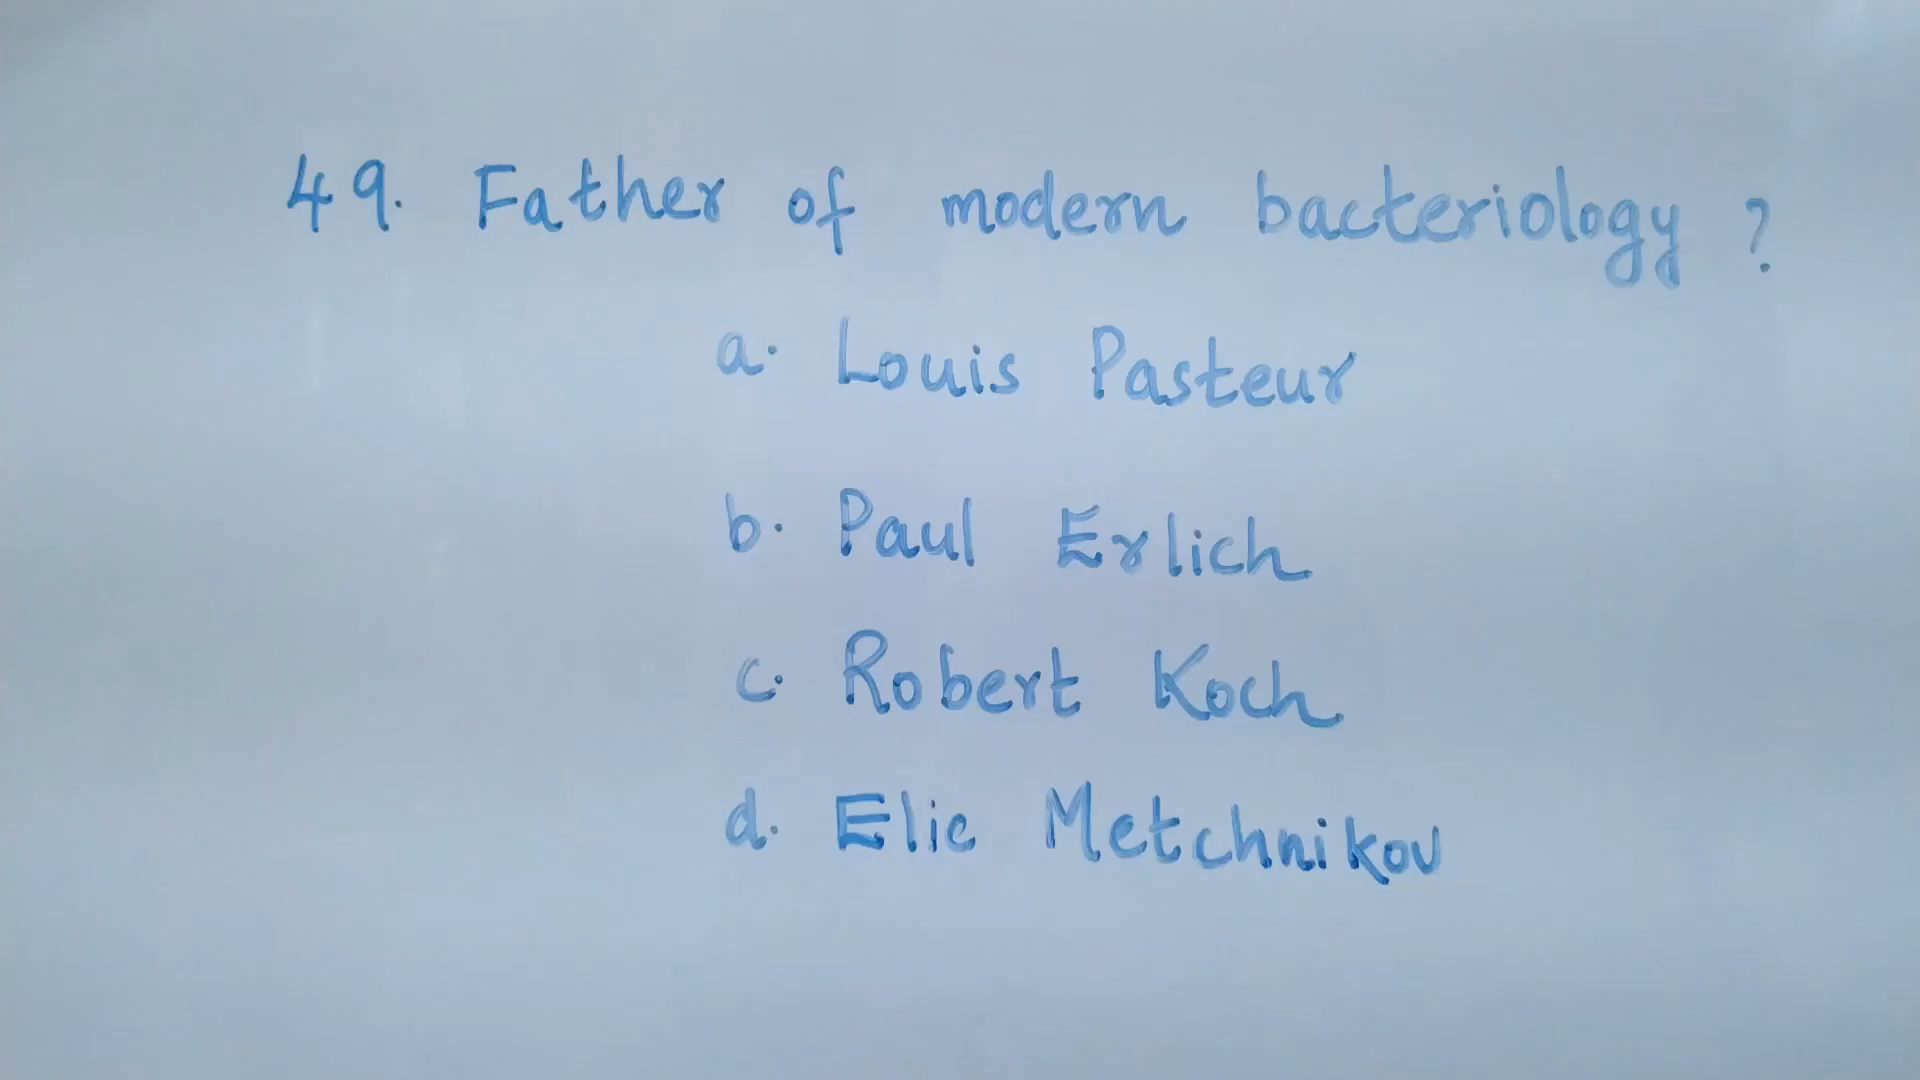 49. Father of modern bacteriology ?
a. Louis Pasteur
b. Paul Erlich
c. Robert Koch
d. Elie Metchnikov